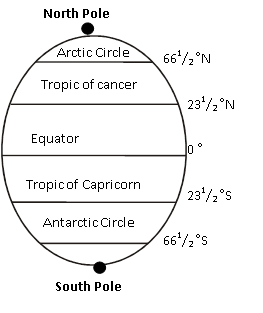 North Pole
Arctic Circle
66¹/₂°N
Tropic of cancer
23¹/₂°N
Equator
0 °
Tropic of Capricorn
23¹/₂°S
Antarctic Circle
66¹/₂°S
South Pole